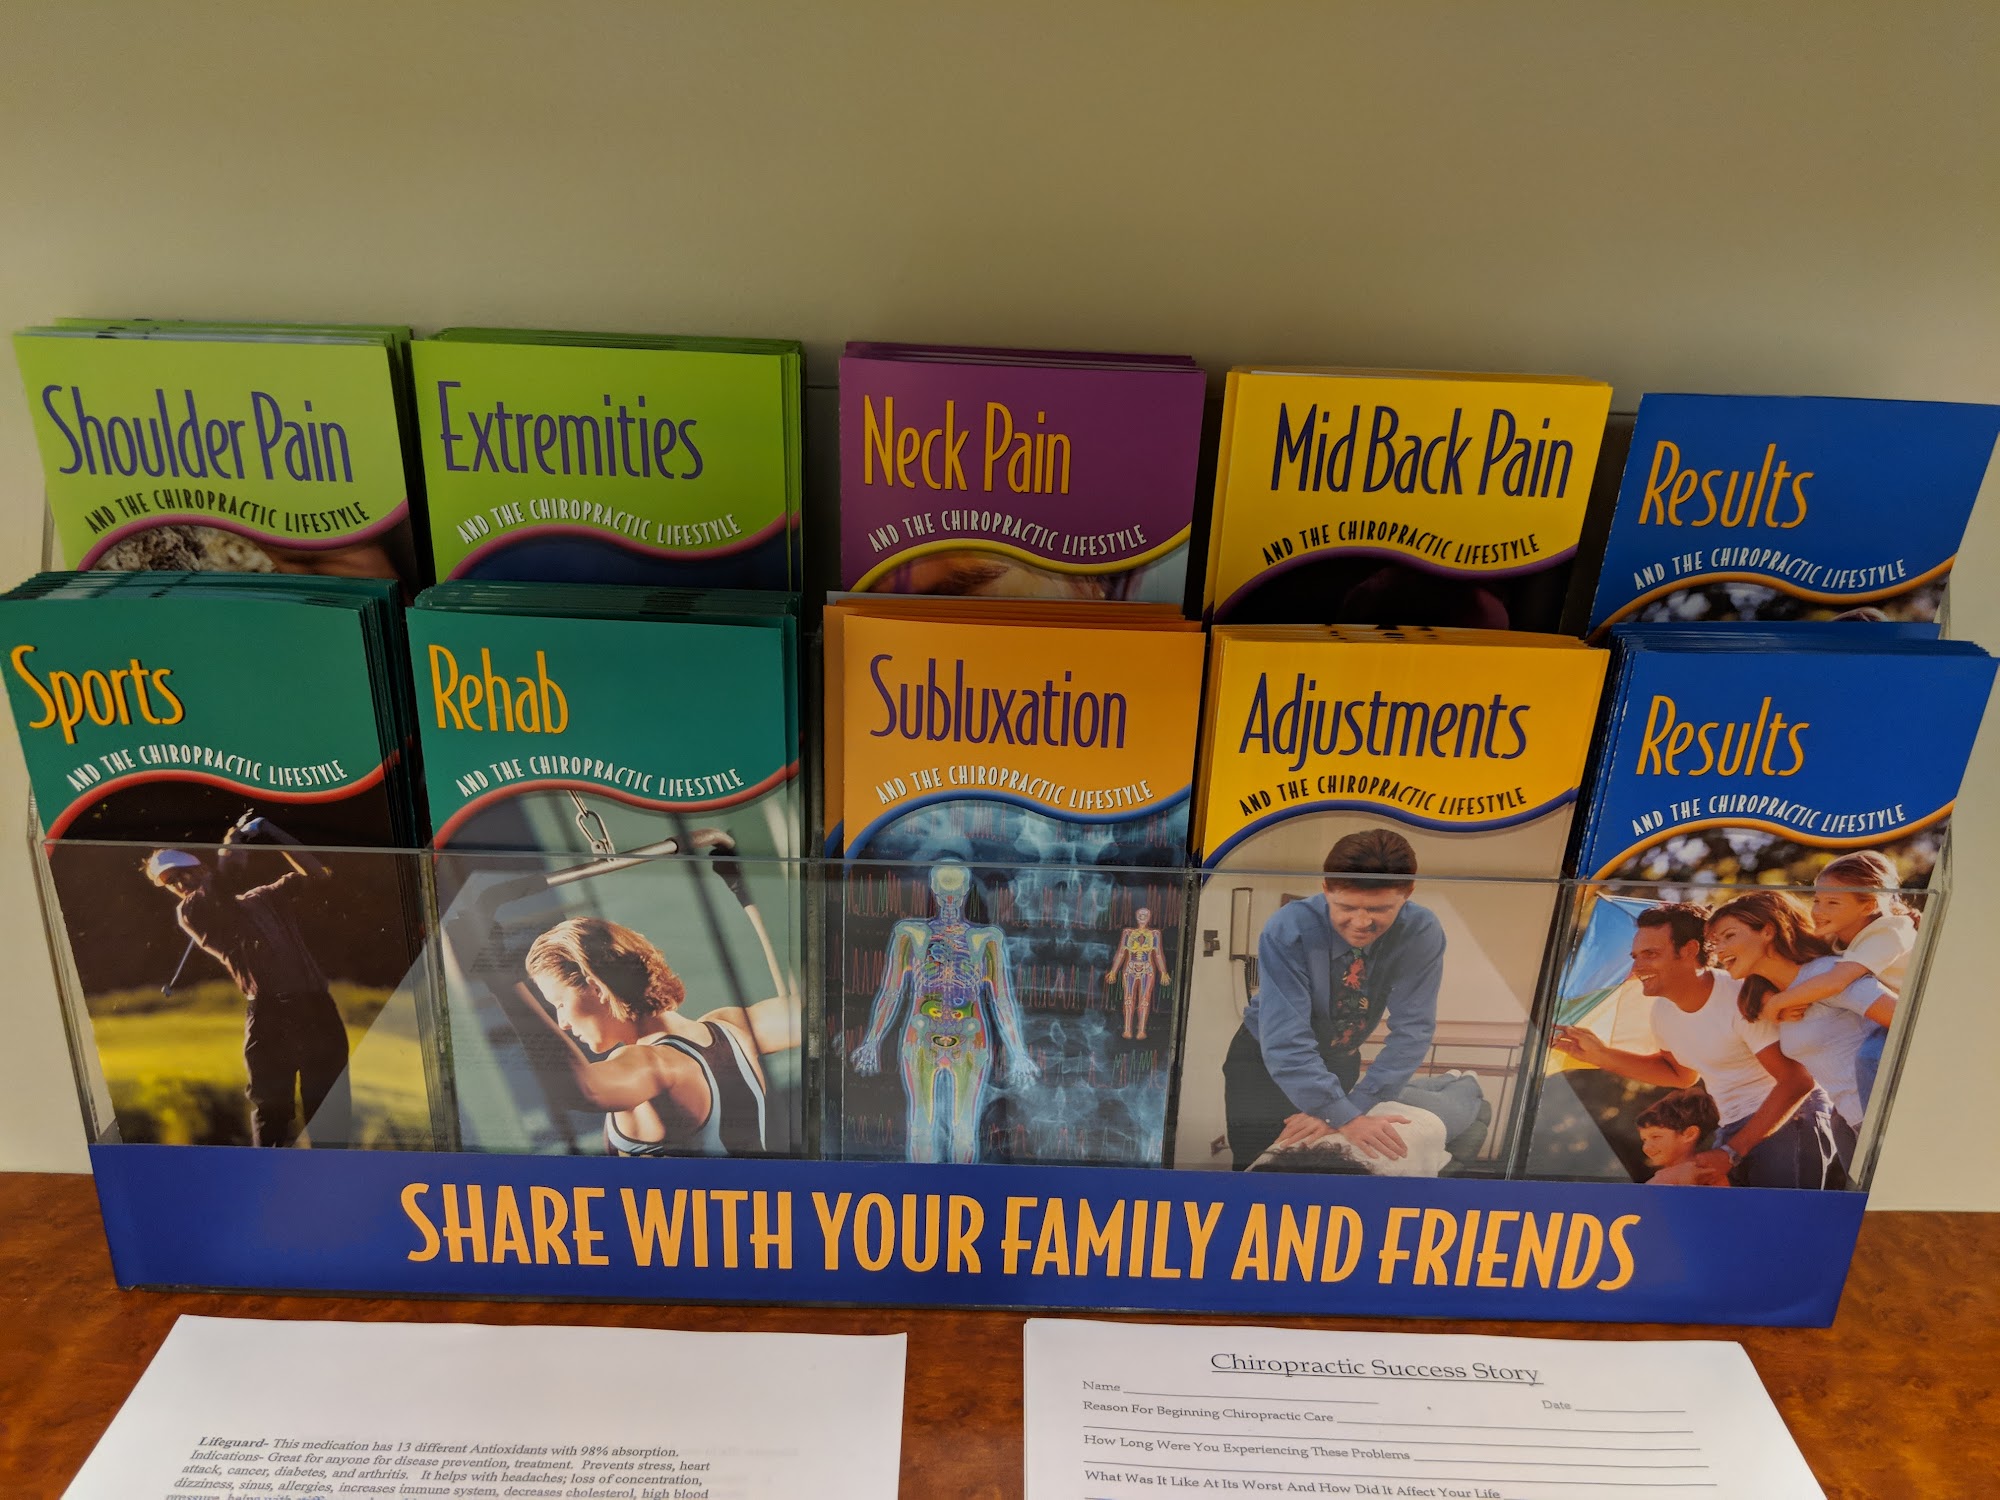 Shoulder Pain
AND THE CHIROPRACTIC LIFESTYLE
Extremities
AND THE CHIROPRACTIC LIFESTYLE
Neck Pain
AND THE CHIROPRACTIC LIFESTYLE
Mid Back Pain
AND THE CHIROPRACTIC LIFESTYLE
Results
AND THE CHIROPRACTIC LIFESTYLE
Sports
AND THE CHIROPRACTIC LIFESTYLE
Rehab
AND THE CHIROPRACTIC LIFESTYLE
Subluxation
AND THE CHIROPRACTIC LIFESTYLE
Adjustments
AND THE CHIROPRACTIC LIFESTYLE
Results
AND THE CHIROPRACTIC LIFESTYLE
SHARE WITH YOUR FAMILY AND FRIENDS
Lifeguard- This medication has 13 different Antioxidants with 98% absorption.
Indications- Great for anyone for disease prevention, treatment. Prevents stress, heart
attack, cancer, diabetes, and arthritis. It helps with headaches; loss of concentration,
dizziness, sinus, allergies, increases immune system, decreases cholesterol, high blood
Chiropractic Success Story
Name Date
Reason For Beginning Chiropractic Care
How Long Were You Experiencing These Problems
What Was It Like At Its Worst And How Did It Affect Your Life